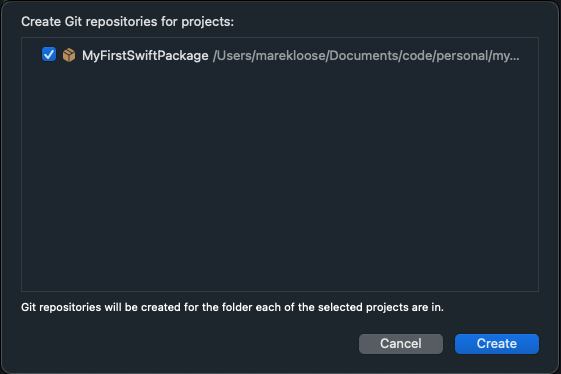 Create Git repositories for projects:
MyFirstSwiftPackage /Users/marekloose/Documents/code/personal/my...
Git repositories will be created for the folder each of the selected projects are in.
Cancel Create